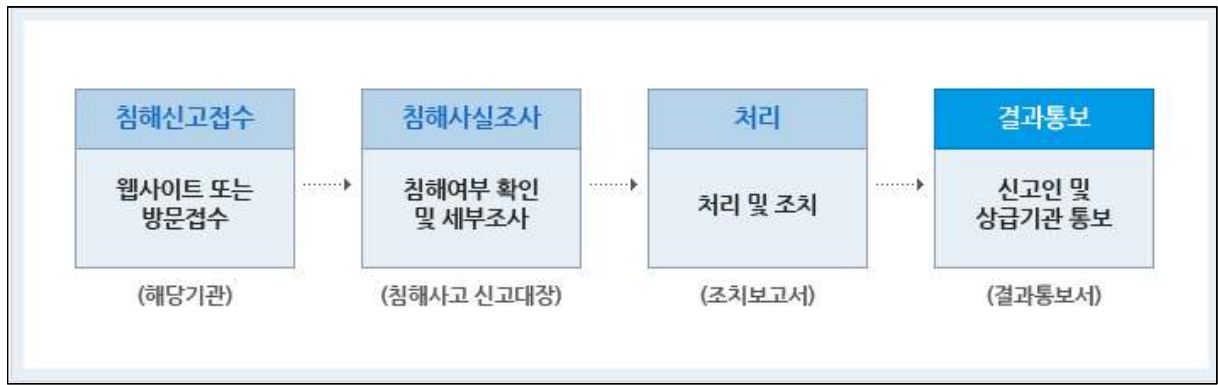 침해신고접수
웹사이트 또는
방문접수
(해당기관)
침해사실조사
침해여부 확인
및 세부조사
(침해사고 신고대장)
처리
처리 및 조치
(조치보고서)
결과통보
신고인 및
상급기관 통보
(결과통보서)